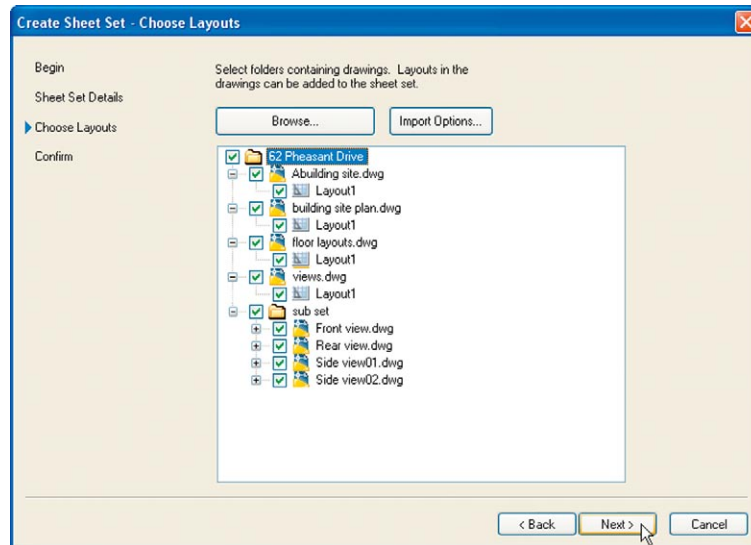 Create Sheet Set - Choose Layouts
Begin
Sheet Set Details
Choose Layouts
Confirm
Select folders containing drawings. Layouts in the
drawings can be added to the sheet set.
Browse...
Import Options...
62 Pheasant Drive
Abuilding site.dwg
Layout1
building site plan.dwg
Layout1
floor layouts.dwg
Layout1
views.dwg
Layout1
sub set
Front view.dwg
Rear view.dwg
Side view01.dwg
Side view02.dwg
< Back
Next >
Cancel